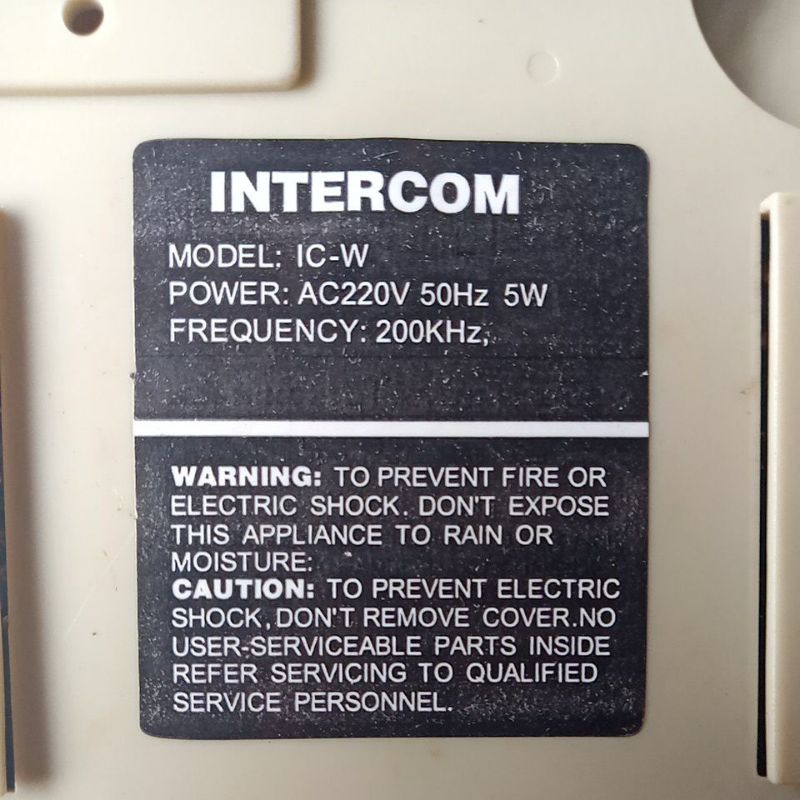 INTERCOM
MODEL: IC-W
POWER: AC220V 50Hz 5W
FREQUENCY: 200KHz,
WARNING: TO PREVENT FIRE OR
ELECTRIC SHOCK. DON'T EXPOSE
THIS APPLIANCE TO RAIN OR
MOISTURE:
CAUTION: TO PREVENT ELECTRIC
SHOCK, DON'T REMOVE COVER.NO
USER-SERVICEABLE PARTS INSIDE
REFER SERVICING TO QUALIFIED
SERVICE PERSONNEL.